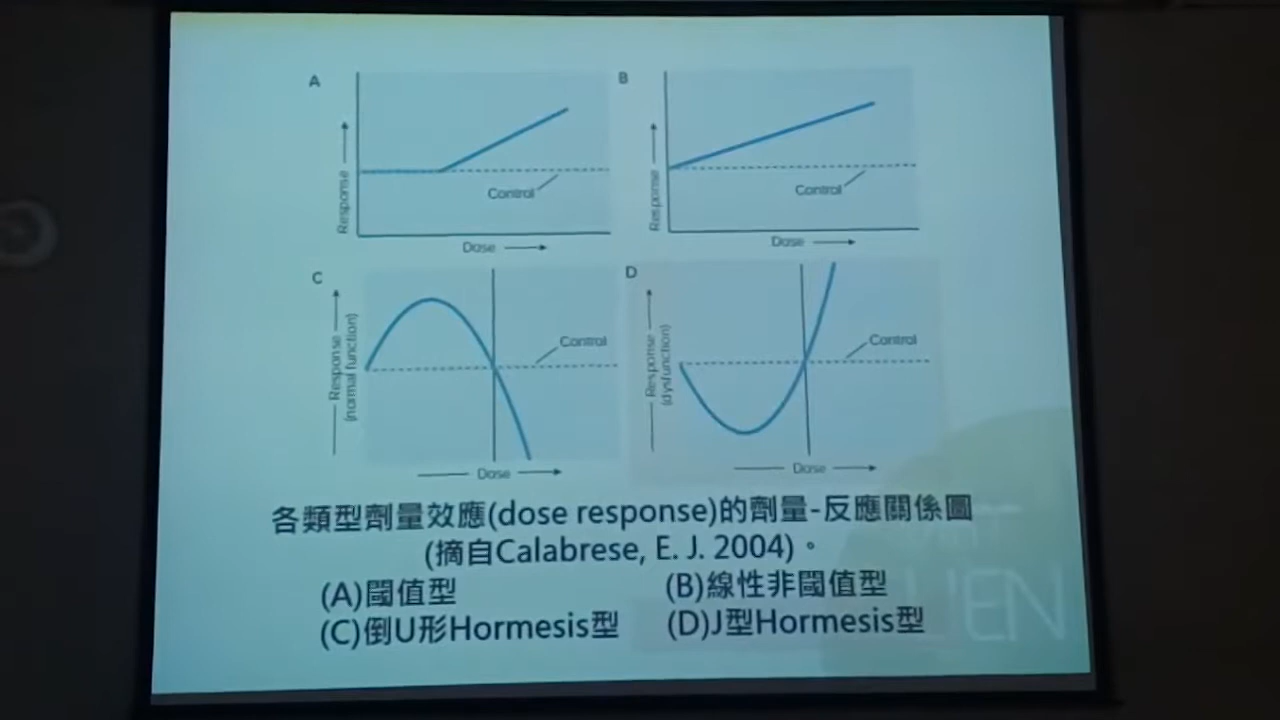 A
B
Response
Control
Dose
Response
Control
Dose
C
D
Response
(normal function)
Control
Dose
Response
(dysfunction)
Control
Dose
各類型劑量效應(dose response)的劑量-反應關係圖
(摘自Calabrese, E. J. 2004)。
(A)閾值型
(B)線性非閾值型
(C)倒U形Hormesis型
(D)J型Hormesis型